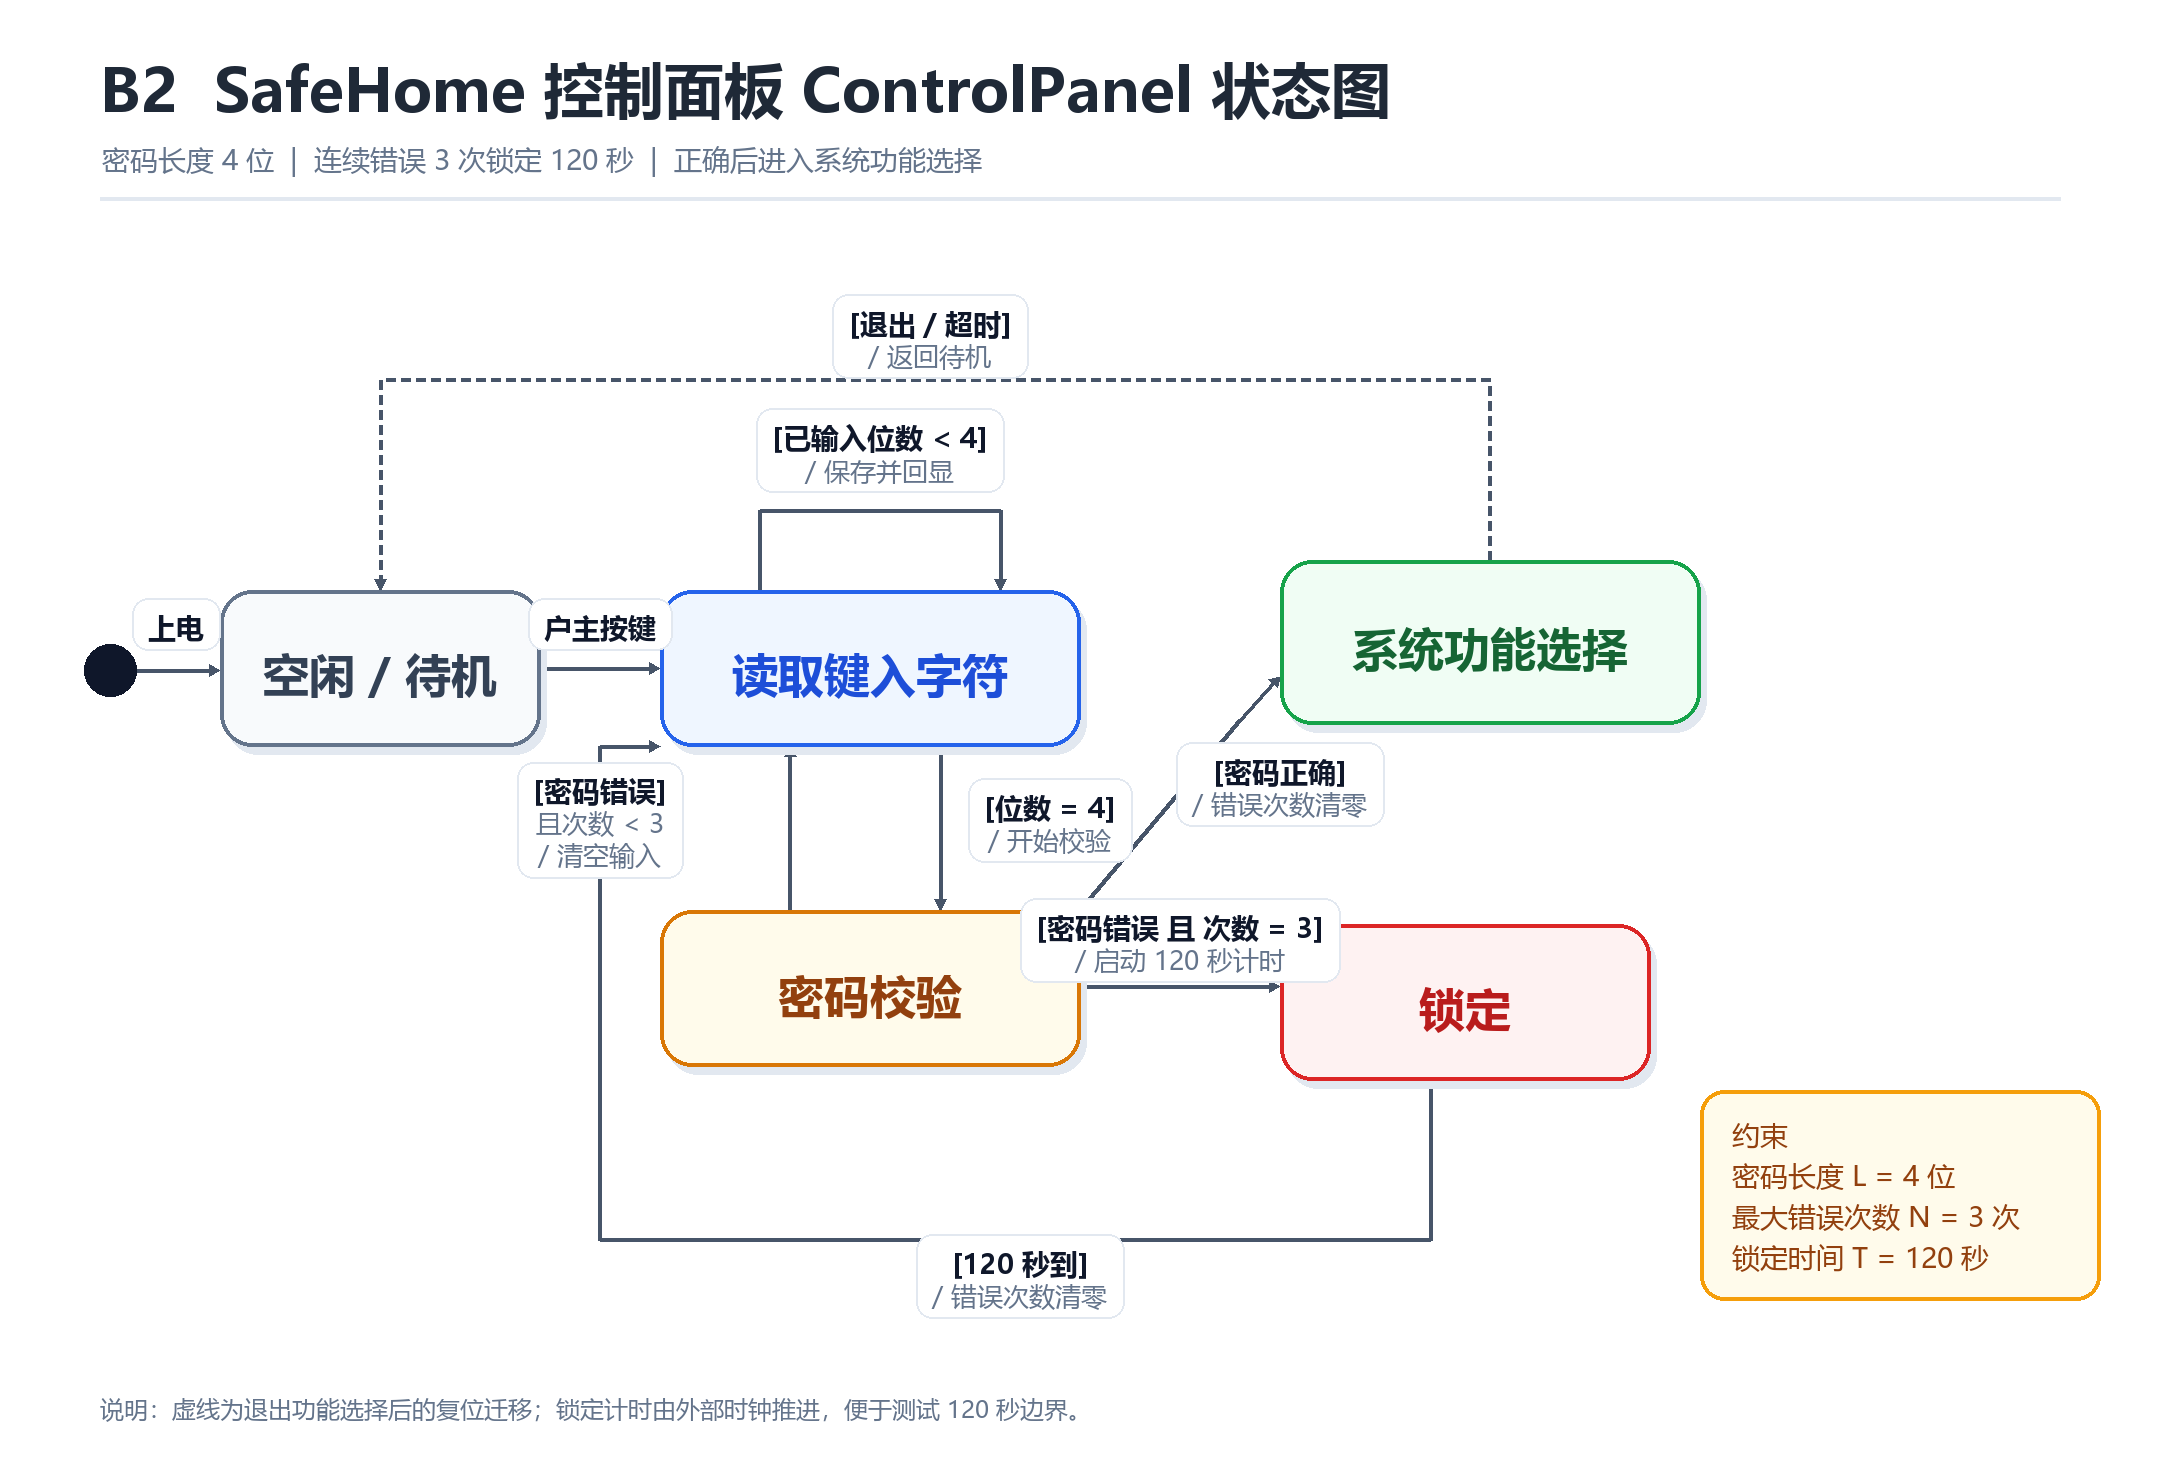 B2 SafeHome 控制面板 ControlPanel 状态图
密码长度 4 位 | 连续错误 3 次锁定 120 秒 | 正确后进入系统功能选择
[退出 / 超时]
/ 返回待机
[已输入位数 < 4]
/ 保存并回显
上电
空闲 / 待机
户主按键
读取键入字符
系统功能选择
[密码错误]
且次数 < 3
/ 清空输入
[位数 = 4]
/ 开始校验
[密码正确]
/ 错误次数清零
密码校验
[密码错误 且 次数 = 3]
/ 启动 120 秒计时
锁定
[120 秒到]
/ 错误次数清零
约束
密码长度 L = 4 位
最大错误次数 N = 3 次
锁定时间 T = 120 秒
说明：虚线为退出功能选择后的复位迁移；锁定计时由外部时钟推进，便于测试 120 秒边界。